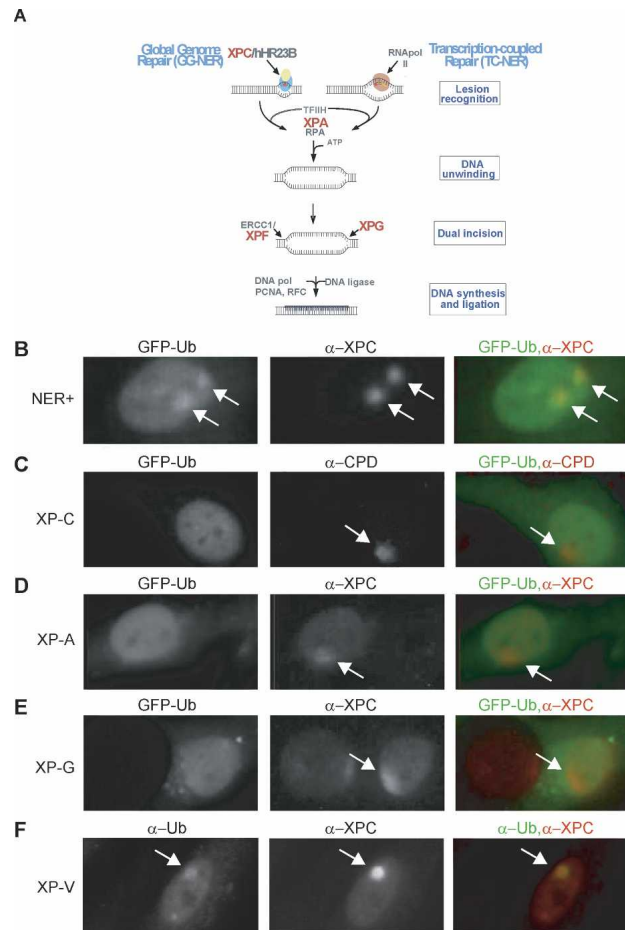 A
Global Genome
Repair (GG-NER)
XPC/hHR23B
RNApol
II
Transcription-coupled
Repair (TC-NER)
Lesion
recognition
TFIIH
XPA
RPA
ATP
DNA
unwinding
ERCC1/
XPF
XPG
Dual incision
DNA pol
PCNA, RFC
DNA ligase
DNA synthesis
and ligation
B
GFP-Ub
α–XPC
GFP-Ub,α–XPC
NER+
C
GFP-Ub
α–CPD
GFP-Ub,α–CPD
XP-C
D
GFP-Ub
α–XPC
GFP-Ub,α–XPC
XP-A
E
GFP-Ub
α–XPC
GFP-Ub,α–XPC
XP-G
F
α–Ub
α–XPC
α–Ub,α–XPC
XP-V